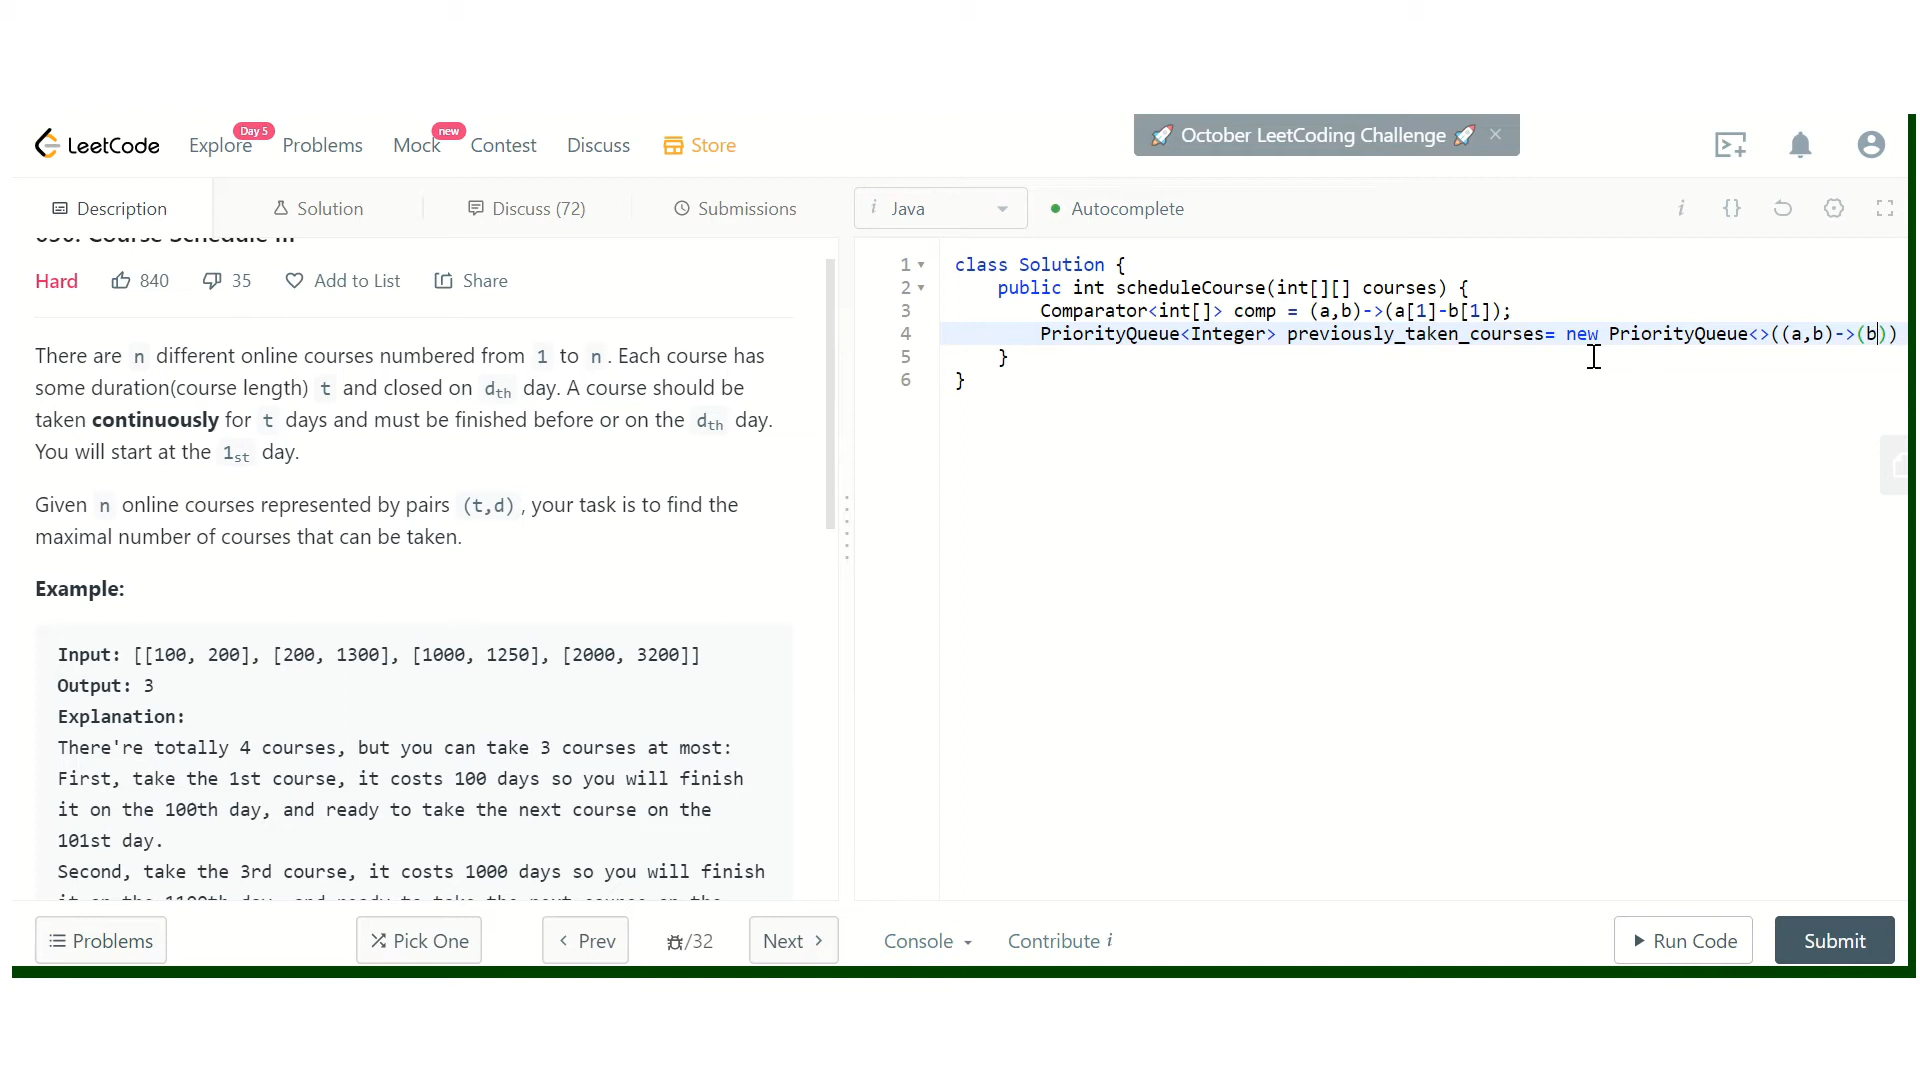 LeetCode
Explore
Day 5
Problems
Mock
new
Contest
Discuss
Store
🚀 October LeetCoding Challenge 🚀 ×
Description
Solution
Discuss (72)
Submissions
i Java
Autocomplete
i {}
Hard
840
35
Add to List
Share
There are n different online courses numbered from 1 to n. Each course has
some duration(course length) t and closed on dth day. A course should be
taken continuously for t days and must be finished before or on the dth day.
You will start at the 1st day.
Given n online courses represented by pairs (t,d), your task is to find the
maximal number of courses that can be taken.
Example:
Input: [[100, 200], [200, 1300], [1000, 1250], [2000, 3200]]
Output: 3
Explanation:
There're totally 4 courses, but you can take 3 courses at most:
First, take the 1st course, it costs 100 days so you will finish
it on the 100th day, and ready to take the next course on the
101st day.
Second, take the 3rd course, it costs 1000 days so you will finish
1 class Solution {
2 public int scheduleCourse(int[][] courses) {
3 Comparator<int[]> comp = (a,b)->(a[1]-b[1]);
4 PriorityQueue<Integer> previously_taken_courses= new PriorityQueue<>((a,b)->(b))
5 }
6 }
Problems
Pick One
Prev
/32
Next
Console
Contribute i
Run Code
Submit